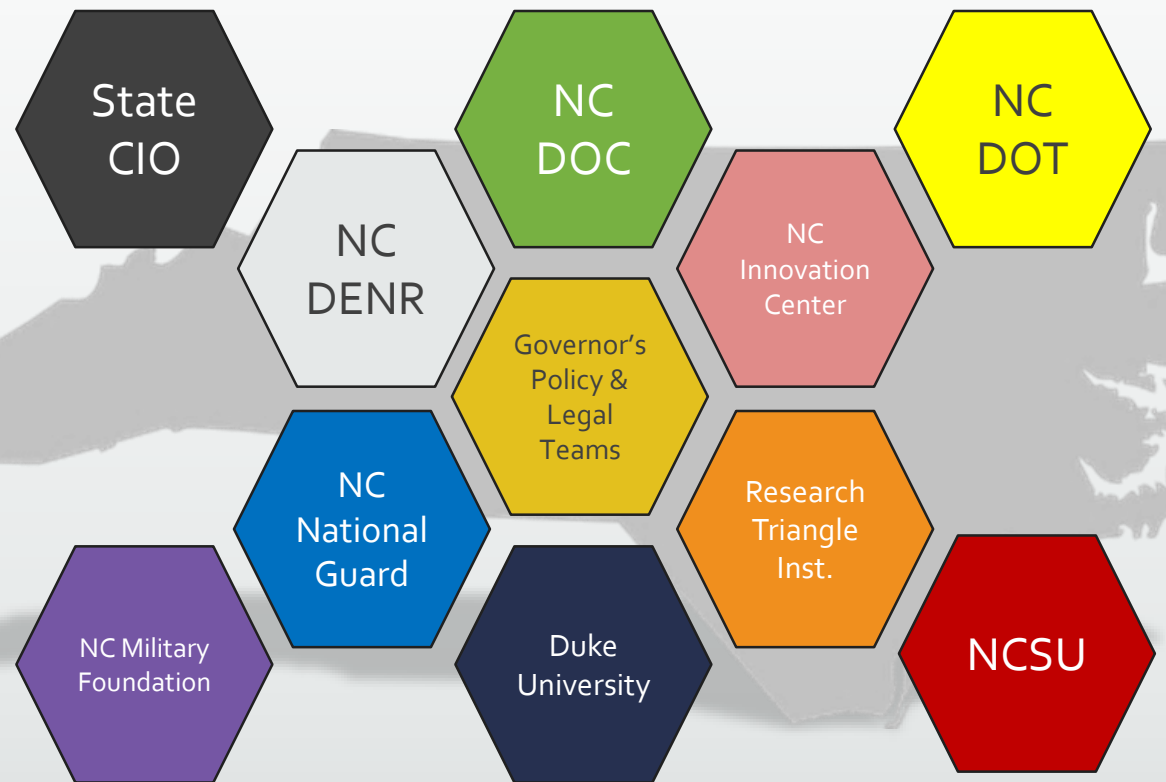 State
CIO
NC
DOC
NC
DOT
NC
DENR
NC
Innovation
Center
Governor’s
Policy &
Legal
Teams
NC
National
Guard
Research
Triangle
Inst.
NC Military
Foundation
Duke
University
NCSU